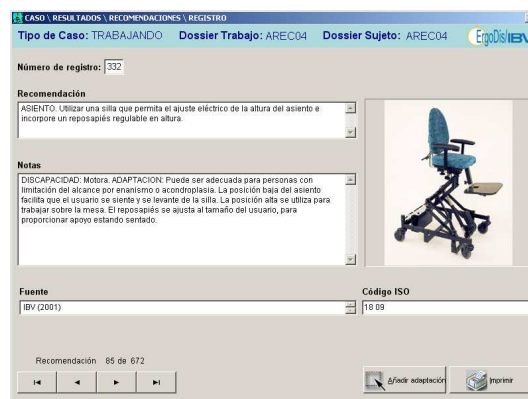 CASO \ RESULTADOS \ RECOMENDACIONES \ REGISTRO
Tipo de Caso: TRABAJANDO Dossier Trabajo: AREC04 Dossier Sujeto: AREC04 ErgoDis/IBV
Número de registro: 332
Recomendación
ASIENTO. Utilizar una silla que permita el ajuste eléctrico de la altura del asiento e
incorpore un reposapiés regulable en altura.
Notas
DISCAPACIDAD: Motora. ADAPTACION: Puede ser adecuada para personas con
limitación del alcance por enanismo o acondroplasia. La posición baja del asiento
facilita que el usuario se siente y se levante de la silla. La posición alta se utiliza para
trabajar sobre la mesa. El reposapiés se ajusta al tamaño del usuario, para
proporcionar apoyo estando sentado.
Fuente
IBV (2001)
Código ISO
18 09
Recomendación 85 de 672
Añadir adaptación
Imprimir